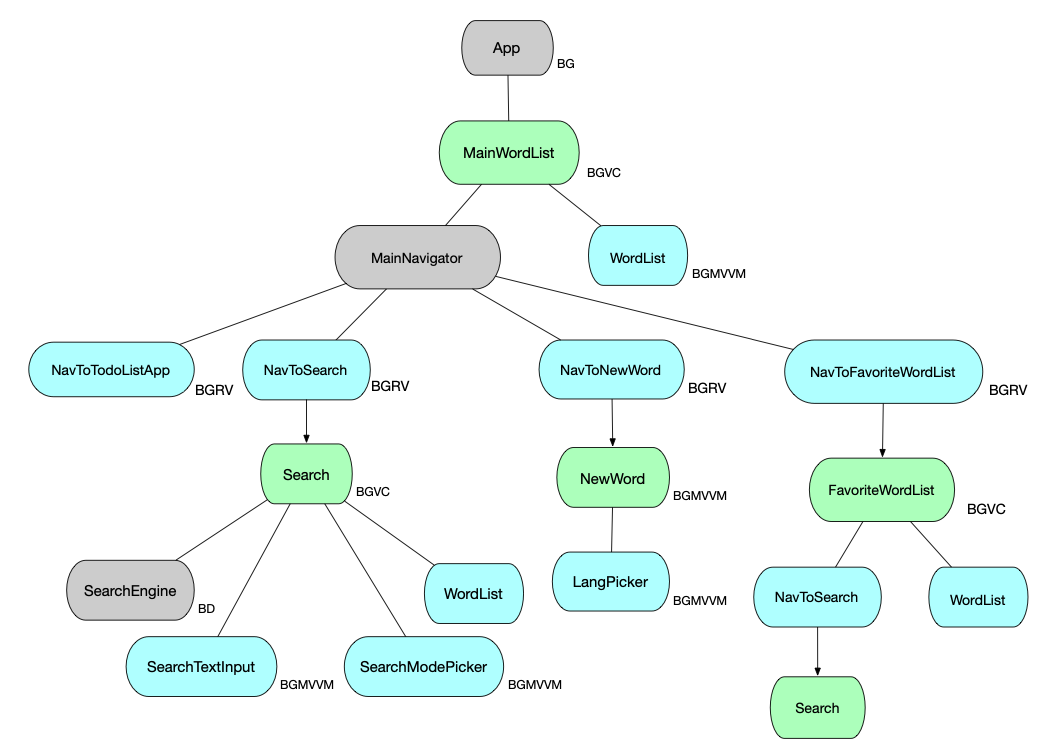 App
BG
MainWordList
BGVC
MainNavigator
WordList
BGMVVM
NavToTodoListApp
BGRV
NavToSearch
BGRV
NavToNewWord
BGRV
NavToFavoriteWordList
BGRV
Search
BGVC
NewWord
BGMVVM
FavoriteWordList
BGVC
SearchEngine
BD
WordList
LangPicker
BGMVVM
NavToSearch
WordList
SearchTextInput
BGMVVM
SearchModePicker
BGMVVM
Search